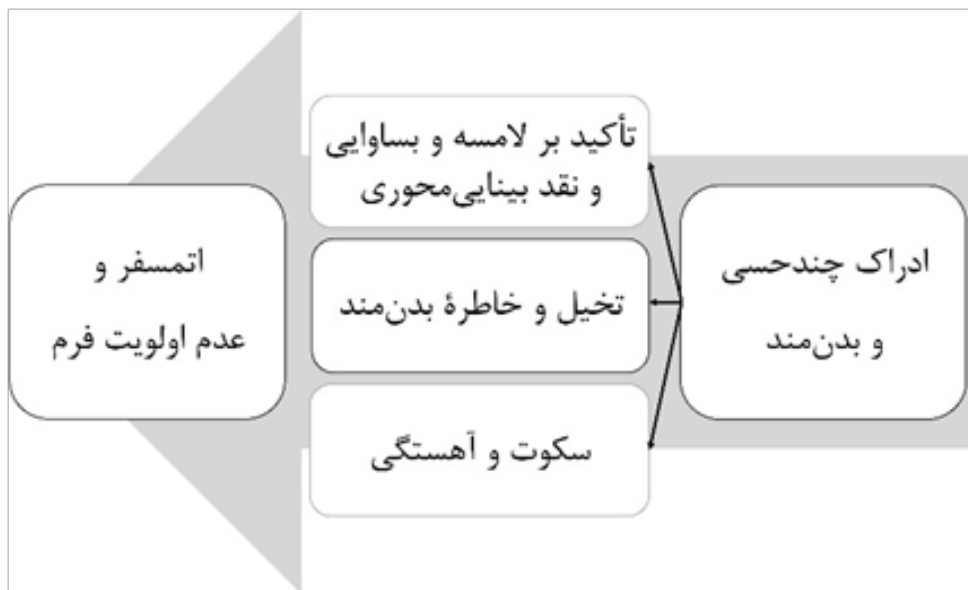 ادراک چندحسی
و بدن‌مند
تأکید بر لامسه و بساوایی
و نقد بینایی‌محوری
تخیل و خاطرۀ بدن‌مند
سکوت و آهستگی
اتمسفر و
عدم اولویت فرم